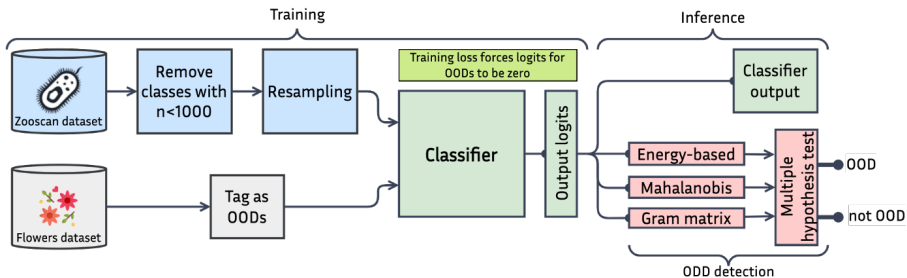 Training
Inference
Training loss forces logits for
OODs to be zero
Zooscan dataset
Remove
classes with
n<1000
Resampling
Classifier
Output logits
Classifier
output
Flowers dataset
Tag as
OODs
Energy-based
Mahalanobis
Gram matrix
Multiple
hypothesis test
OOD
not OOD
ODD detection